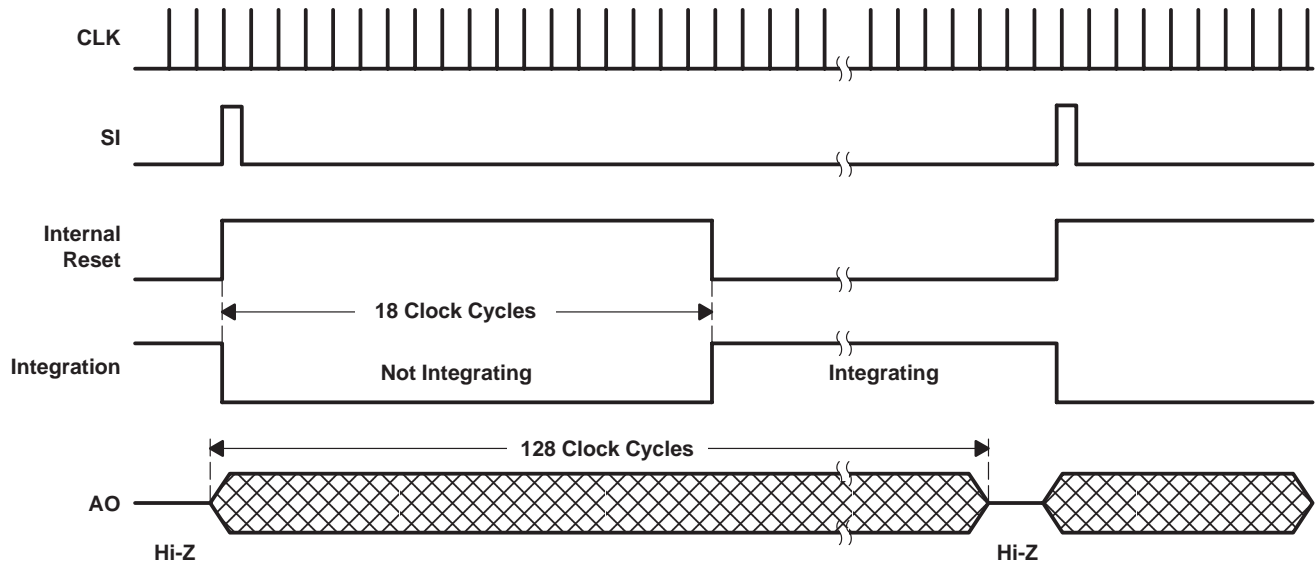 CLK
SI
Internal
Reset
18 Clock Cycles
Integration
Not Integrating
Integrating
128 Clock Cycles
AO
Hi-Z
Hi-Z